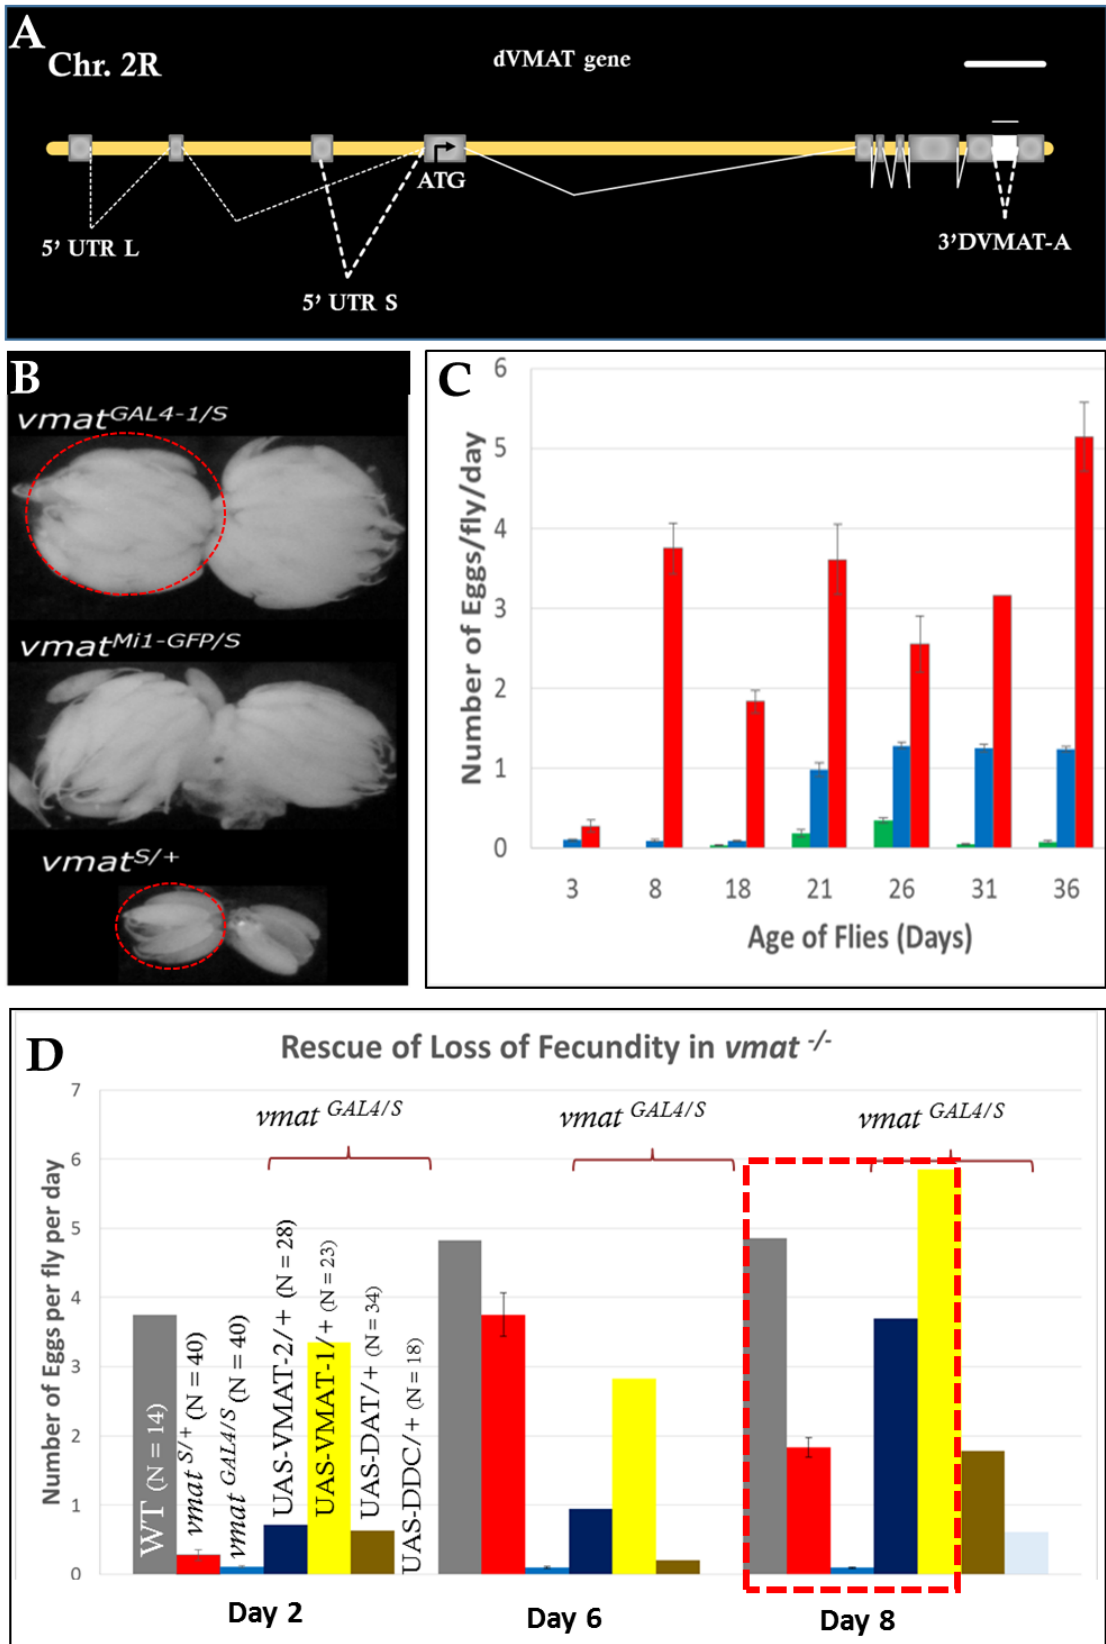 A
Chr. 2R
dVMAT gene
ATG
5' UTR L
5' UTR S
3'DVMAT-A
B
vmat GAL4-1/S
vmat Mi1-GFP/S
vmat S/+
C
Number of Eggs/fly/day
6
5
4
3
2
1
0
3 8 18 21 26 31 36
Age of Flies (Days)
D
Rescue of Loss of Fecundity in vmat -/-
Number of Eggs per fly per day
7
6
5
4
3
2
1
0
vmat GAL4/S
vmat GAL4/S
vmat GAL4/S
WT (N = 14)
vmat S/+ (N = 40)
vmat GAL4/S (N = 40)
UAS-VMAT-2/+ (N = 28)
UAS-VMAT-1/+ (N = 23)
UAS-DAT/+ (N = 34)
UAS-DDC/+ (N = 18)
Day 2
Day 6
Day 8